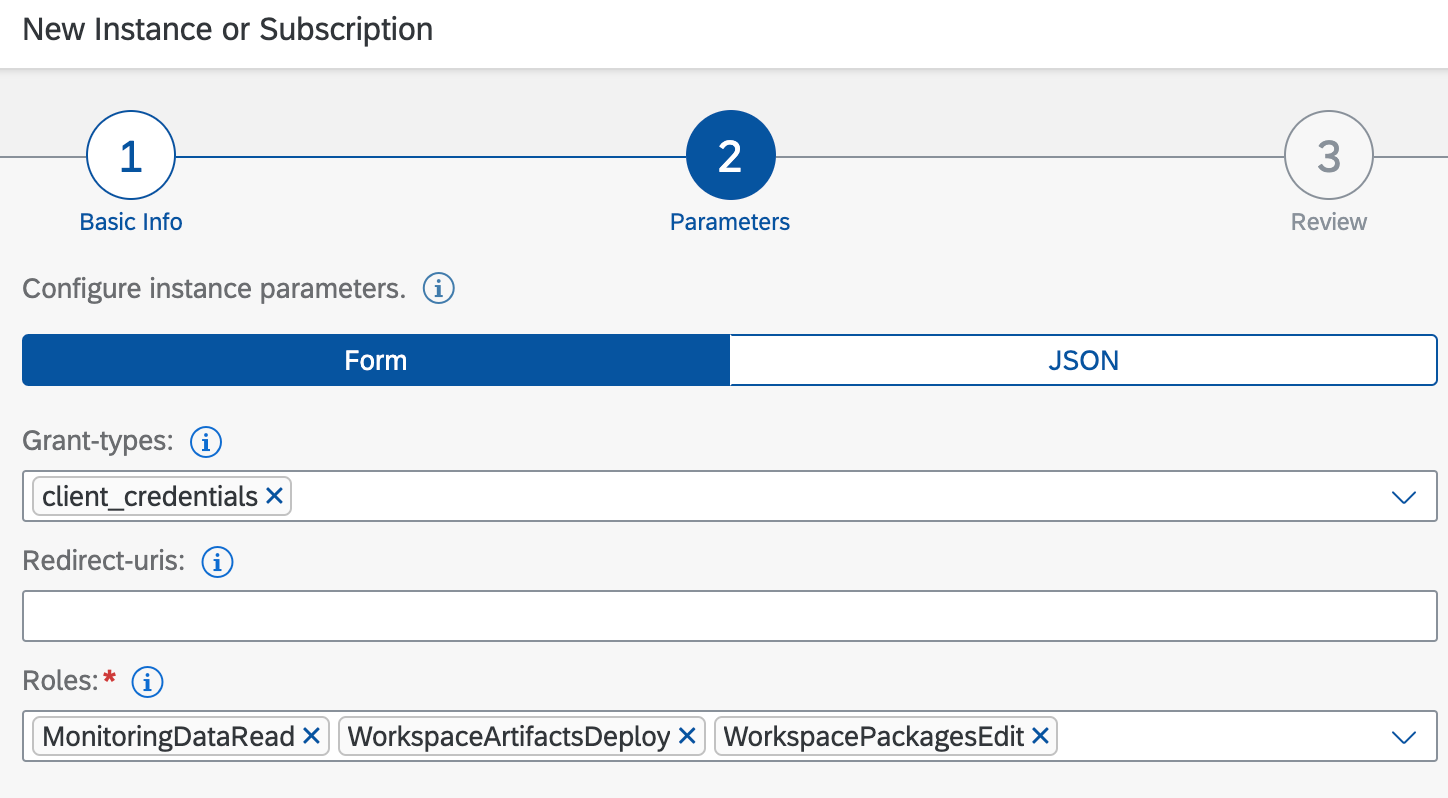 New Instance or Subscription
1 2 3
Basic Info Parameters Review
Configure instance parameters. i
Form JSON
Grant-types: i
client_credentials ✕
Redirect-uris: i
Roles:* i
MonitoringDataRead ✕ WorkspaceArtifactsDeploy ✕ WorkspacePackagesEdit ✕